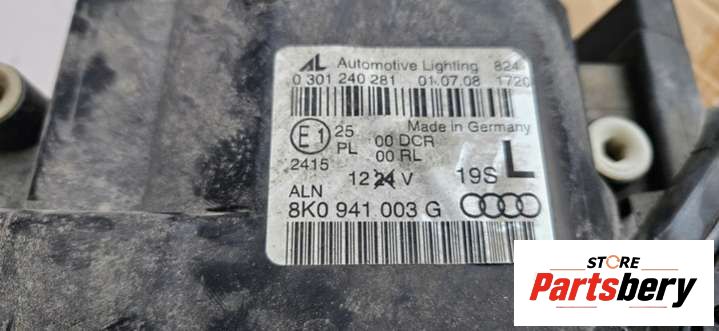 AL Automotive Lighting 824
0 301 240 281 01.07.08 1720
Made in Germany
E1 25 00 DCR
PL 00 RL
2415
12 24 V 19S L
ALN
8K0 941 003 G
STORE
Partsbery